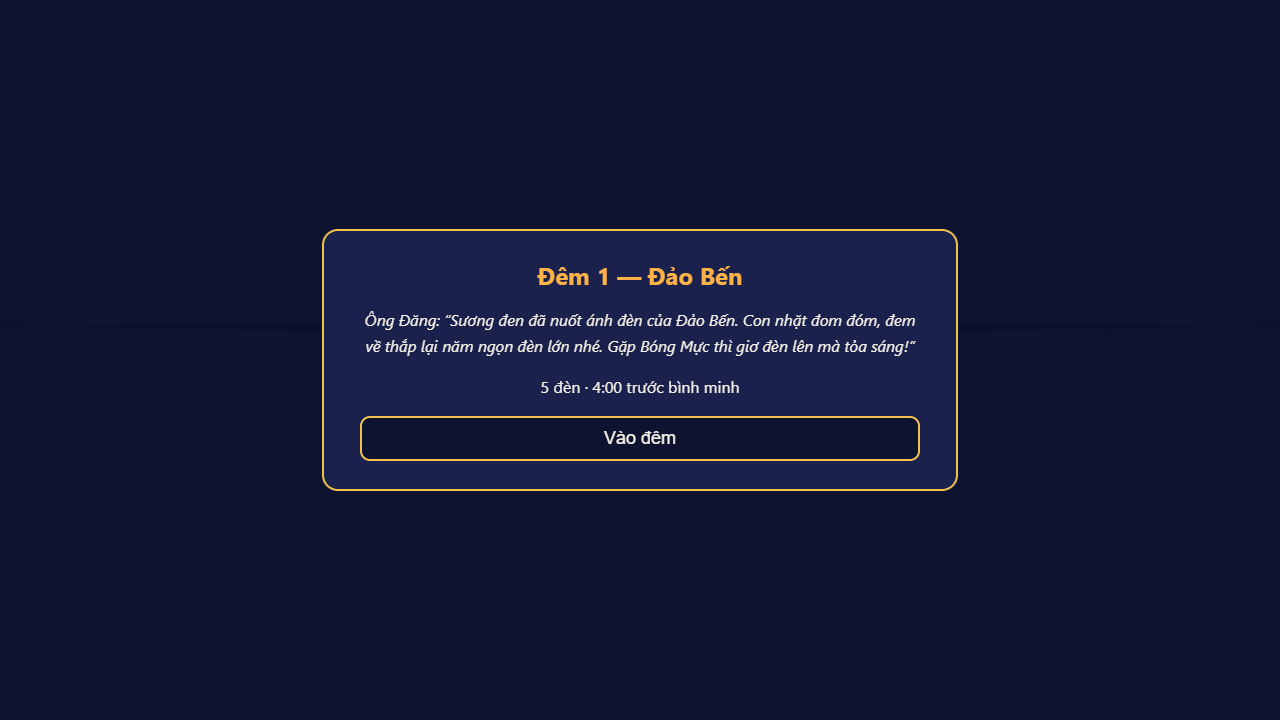 Đêm 1 — Đảo Bến
Ông Đăng: “Sương đen đã nuốt ánh đèn của Đảo Bến. Con nhặt đom đóm, đem
về thắp lại năm ngọn đèn lớn nhé. Gặp Bóng Mực thì giơ đèn lên mà tỏa sáng!”
5 đèn · 4:00 trước bình minh
Vào đêm